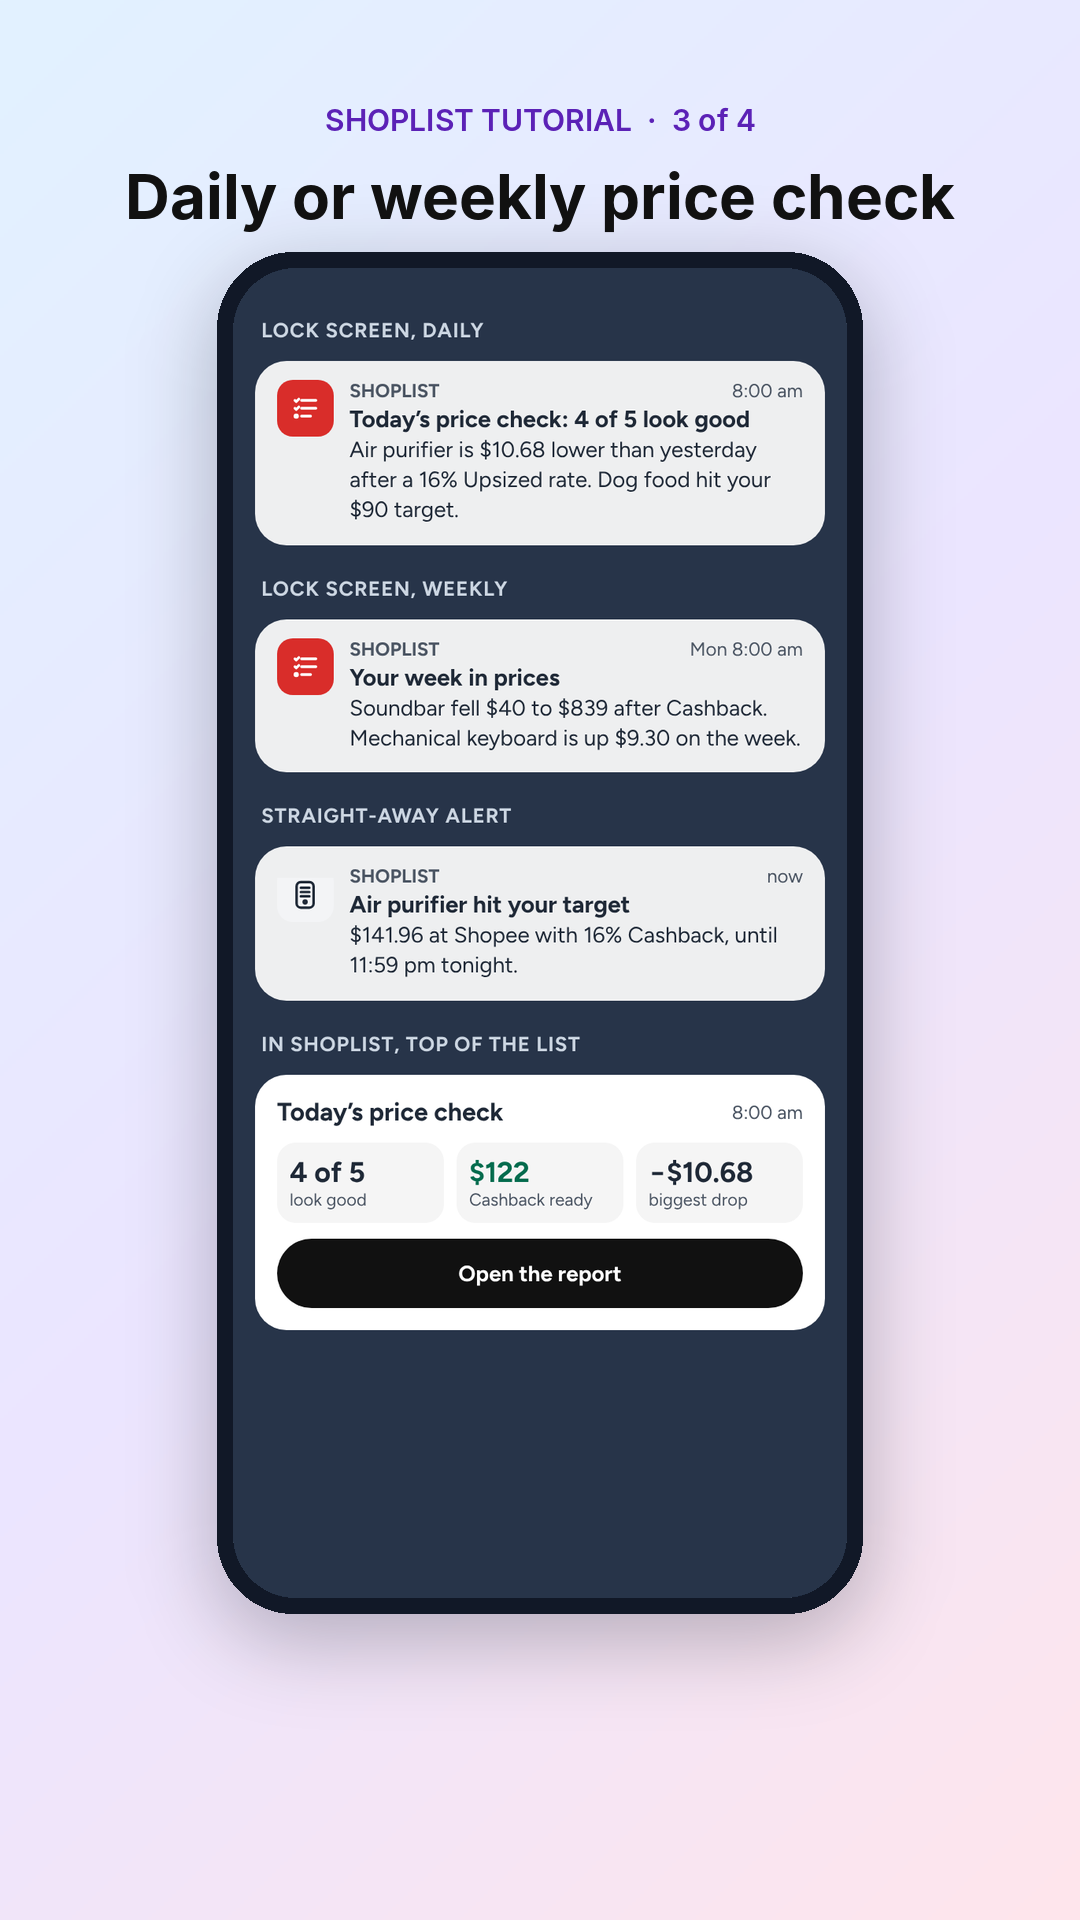 SHOPLIST TUTORIAL · 3 of 4
Daily or weekly price check
LOCK SCREEN, DAILY
SHOPLIST 8:00 am
Today’s price check: 4 of 5 look good
Air purifier is $10.68 lower than yesterday
after a 16% Upsized rate. Dog food hit your
$90 target.
LOCK SCREEN, WEEKLY
SHOPLIST Mon 8:00 am
Your week in prices
Soundbar fell $40 to $839 after Cashback.
Mechanical keyboard is up $9.30 on the week.
STRAIGHT-AWAY ALERT
SHOPLIST now
Air purifier hit your target
$141.96 at Shopee with 16% Cashback, until
11:59 pm tonight.
IN SHOPLIST, TOP OF THE LIST
Today’s price check 8:00 am
4 of 5 $122 −$10.68
look good Cashback ready biggest drop
Open the report